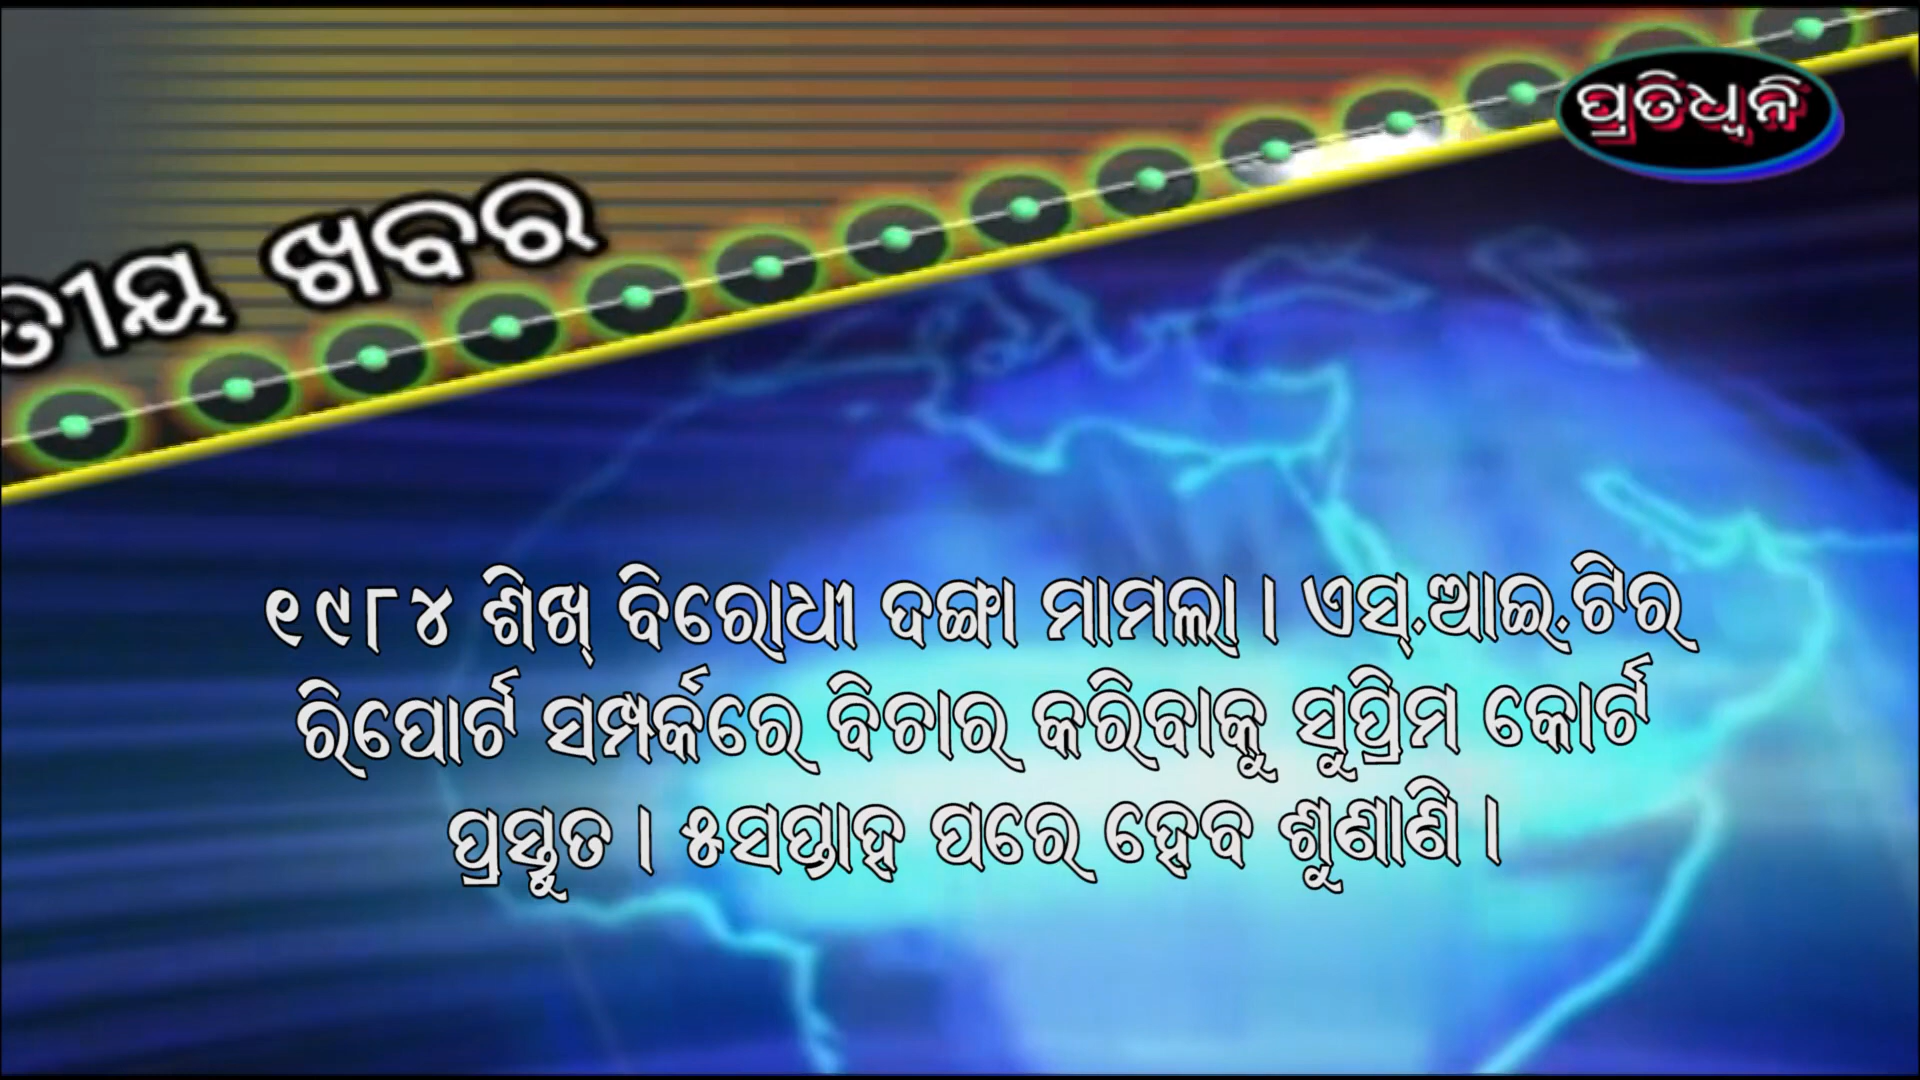 ପ୍ରତିଧ୍ୱନି
ତୀୟ ଖବର
୧୯୮୪ ଶିଖ୍ ବିରୋଧୀ ଦଙ୍ଗା ମାମଲା । ଏସ୍.ଆଇ.ଟିର
ରିପୋର୍ଟ ସମ୍ପର୍କରେ ବିଚାର କରିବାକୁ ସୁପ୍ରିମ କୋର୍ଟ
ପ୍ରସ୍ତୁତ । ୫ସପ୍ତାହ ପରେ ହେବ ଶୁଣାଣି ।